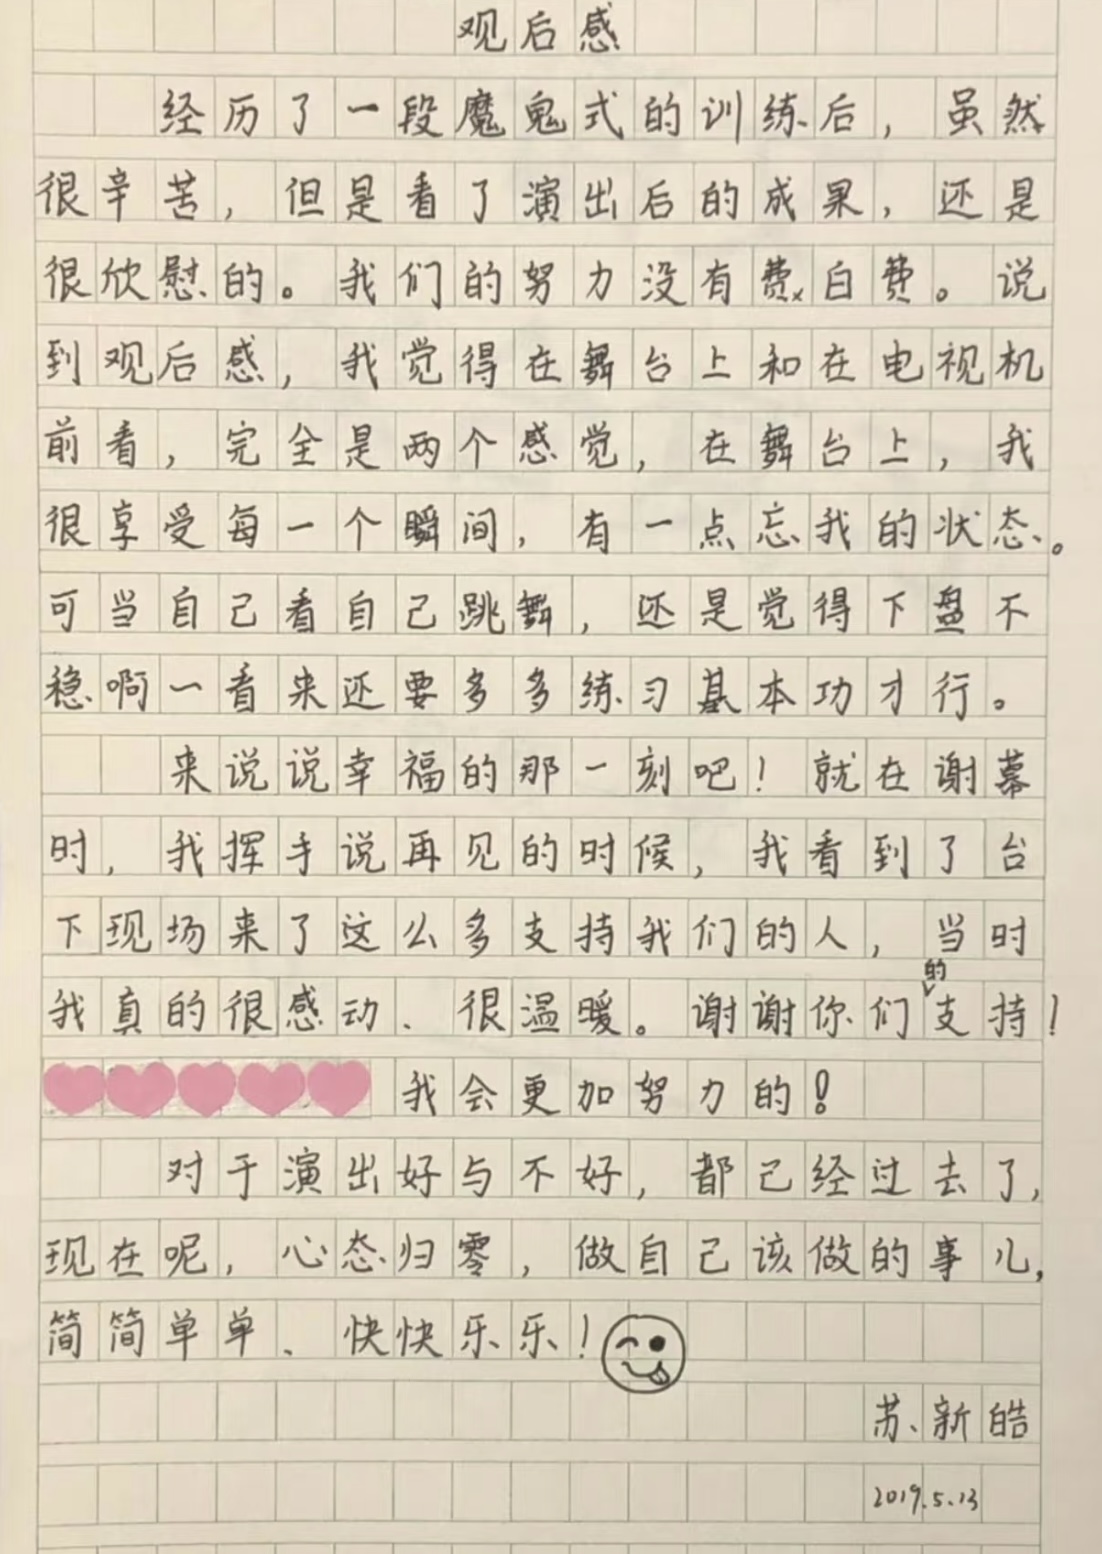 观后感
经历了一段魔鬼式的训练后，虽然
很辛苦，但是看了演出后的成果，还是
很欣慰的。我们的努力没有费白费。说
到观后感，我觉得在舞台上和在电视机
前看，完全是两个感觉，在舞台上，我
很享受每一个瞬间，有一点忘我的状态。
可当自己看自己跳舞，还是觉得下盘不
稳啊一看来还要多多练习基本功才行。
来说说幸福的那一刻吧！就在谢幕
时，我挥手说再见的时候，我看到了台
下现场来了这么多支持我们的人，当时
我真的很感动、很温暖。谢谢你们的支持！
我会更加努力的！
对于演出好与不好，都已经过去了，
现在呢，心态归零，做自己该做的事儿，
简简单单、快快乐乐！
苏新皓
2019.5.13